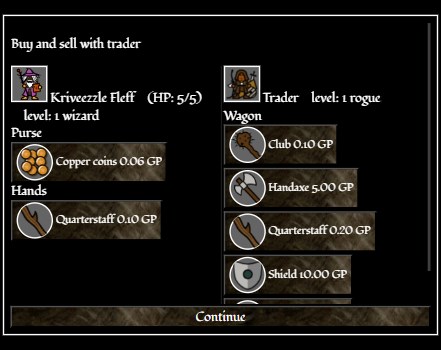 Buy and sell with trader
Kriveezzle Fleff (HP: 5/5)
level: 1 wizard
Purse
Copper coins 0.06 GP
Hands
Quarterstaff 0.10 GP
Trader level: 1 rogue
Wagon
Club 0.10 GP
Handaxe 5.00 GP
Quarterstaff 0.20 GP
Shield 10.00 GP
Continue